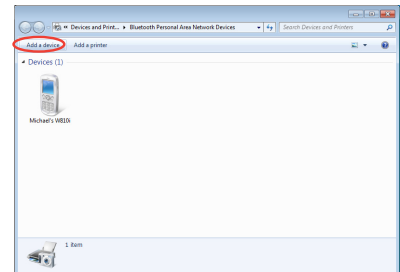 « Devices and Print... ▸ Bluetooth Personal Area Network Devices
Search Devices and Printers
Add a device
Add a printer
Devices (1)
Michael's W810i
1 item